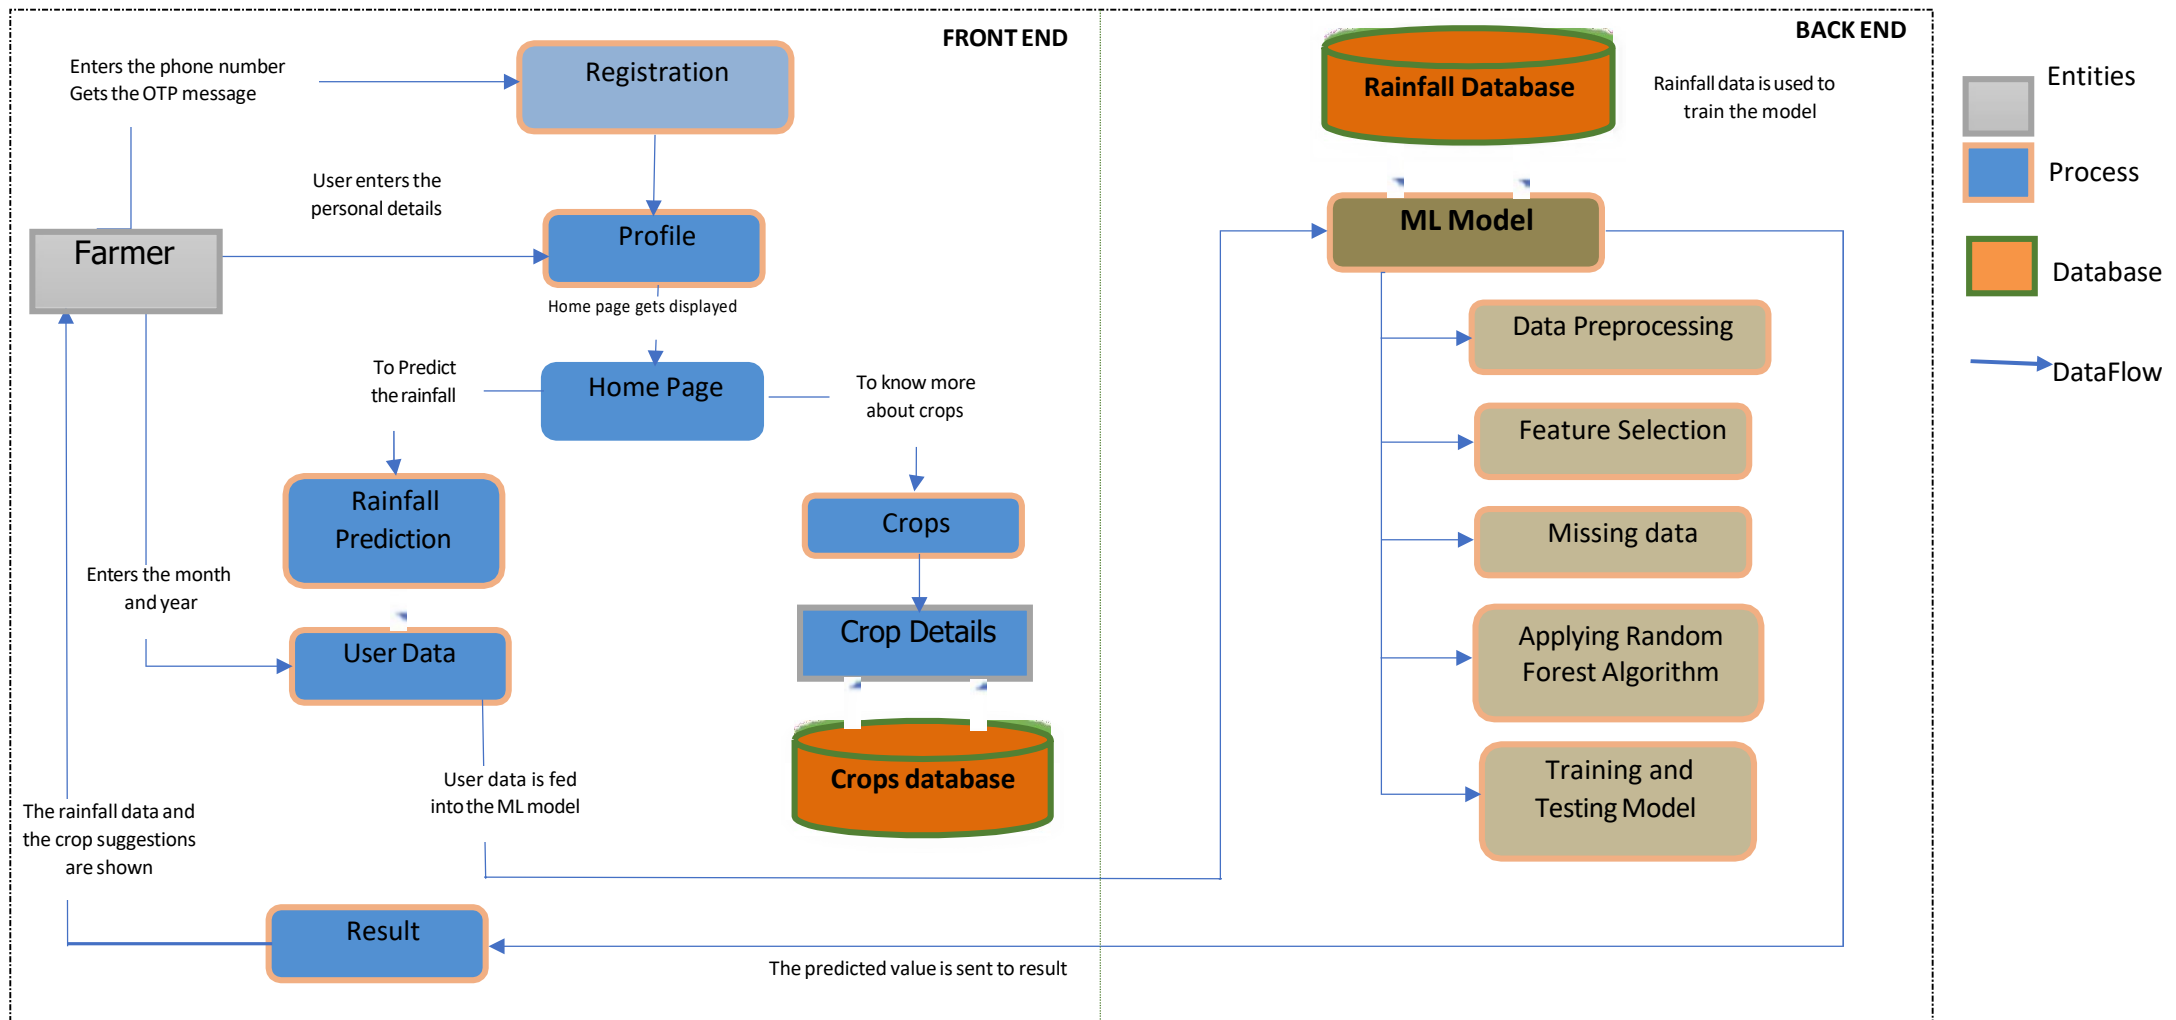 FRONT END
BACK END
Enters the phone number
Gets the OTP message
Registration
Rainfall Database
Rainfall data is used to
train the model
Entities
Process
Database
DataFlow
User enters the
personal details
Farmer
Profile
ML Model
Home page gets displayed
To Predict
the rainfall
Home Page
To know more
about crops
Data Preprocessing
Feature Selection
Missing data
Applying Random
Forest Algorithm
Training and
Testing Model
Rainfall
Prediction
Crops
Enters the month
and year
User Data
Crop Details
Crops database
User data is fed
into the ML model
The rainfall data and
the crop suggestions
are shown
Result
The predicted value is sent to result